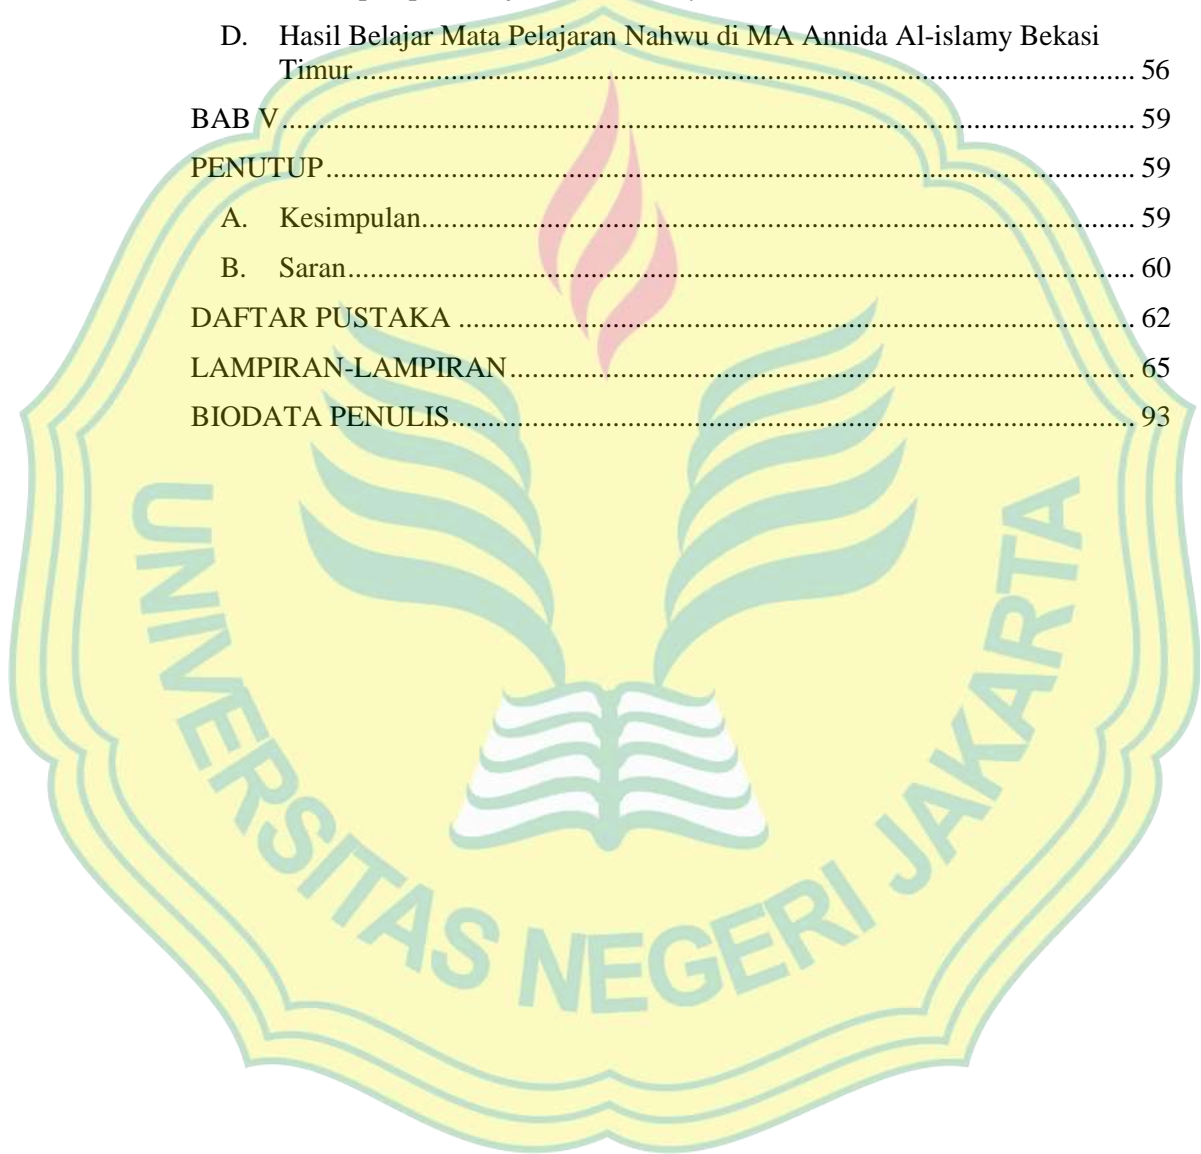 D. Hasil Belajar Mata Pelajaran Nahwu di MA Annida Al-islamy Bekasi
Timur.......................................................................................................... 56
BAB V.................................................................................................................... 59
PENUTUP.............................................................................................................. 59
A. Kesimpulan................................................................................................ 59
B. Saran.......................................................................................................... 60
DAFTAR PUSTAKA ............................................................................................ 62
LAMPIRAN-LAMPIRAN..................................................................................... 65
BIODATA PENULIS............................................................................................. 93
UNIVERSITAS NEGERI JAKARTA